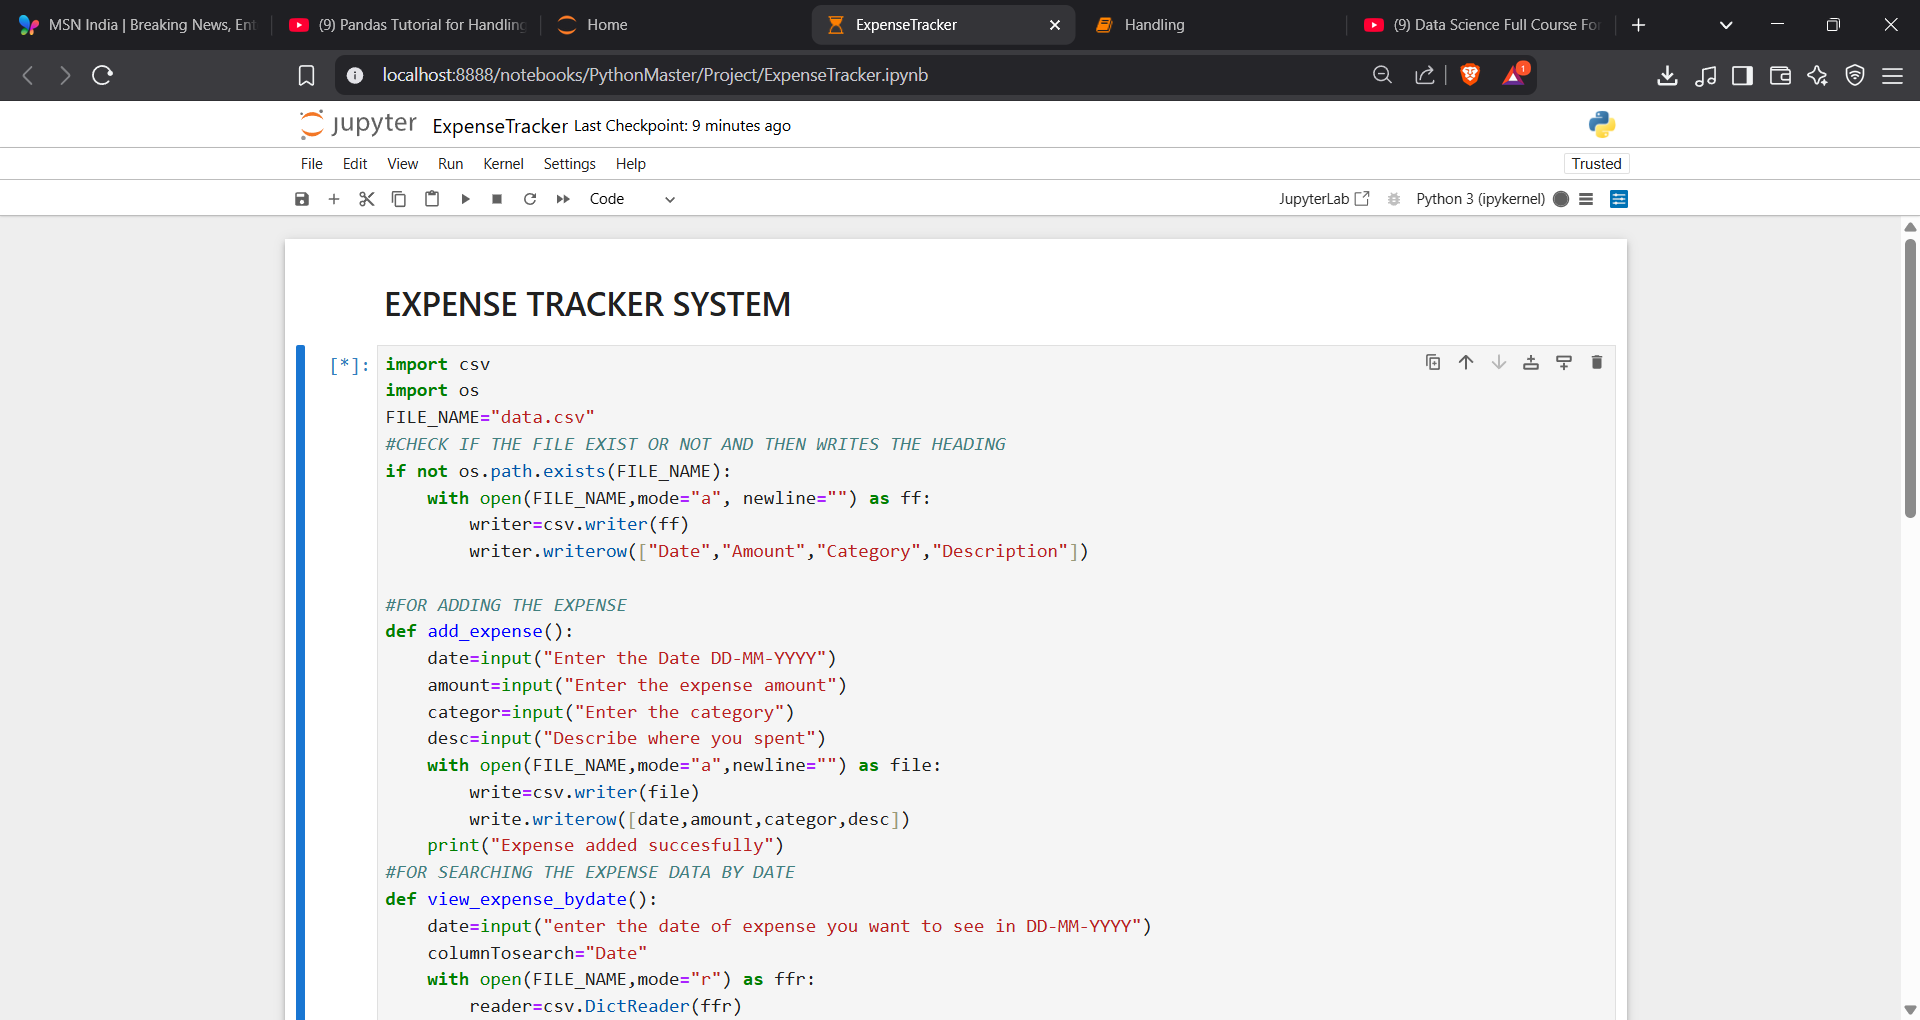 MSN India | Breaking News, Ent
(9) Pandas Tutorial for Handling
Home
ExpenseTracker
Handling
(9) Data Science Full Course For
localhost:8888/notebooks/PythonMaster/Project/ExpenseTracker.ipynb
1
jupyter ExpenseTracker Last Checkpoint: 9 minutes ago
File Edit View Run Kernel Settings Help
Trusted
Code
JupyterLab
Python 3 (ipykernel)
EXPENSE TRACKER SYSTEM
[*]:
import csv
import os
FILE_NAME="data.csv"
#CHECK IF THE FILE EXIST OR NOT AND THEN WRITES THE HEADING
if not os.path.exists(FILE_NAME):
    with open(FILE_NAME,mode="a", newline="") as ff:
        writer=csv.writer(ff)
        writer.writerow(["Date","Amount","Category","Description"])
#FOR ADDING THE EXPENSE
def add_expense():
    date=input("Enter the Date DD-MM-YYYY")
    amount=input("Enter the expense amount")
    categor=input("Enter the category")
    desc=input("Describe where you spent")
    with open(FILE_NAME,mode="a",newline="") as file:
        write=csv.writer(file)
        write.writerow([date,amount,categor,desc])
    print("Expense added succesfully")
#FOR SEARCHING THE EXPENSE DATA BY DATE
def view_expense_bydate():
    date=input("enter the date of expense you want to see in DD-MM-YYYY")
    columnTosearch="Date"
    with open(FILE_NAME,mode="r") as ffr:
        reader=csv.DictReader(ffr)